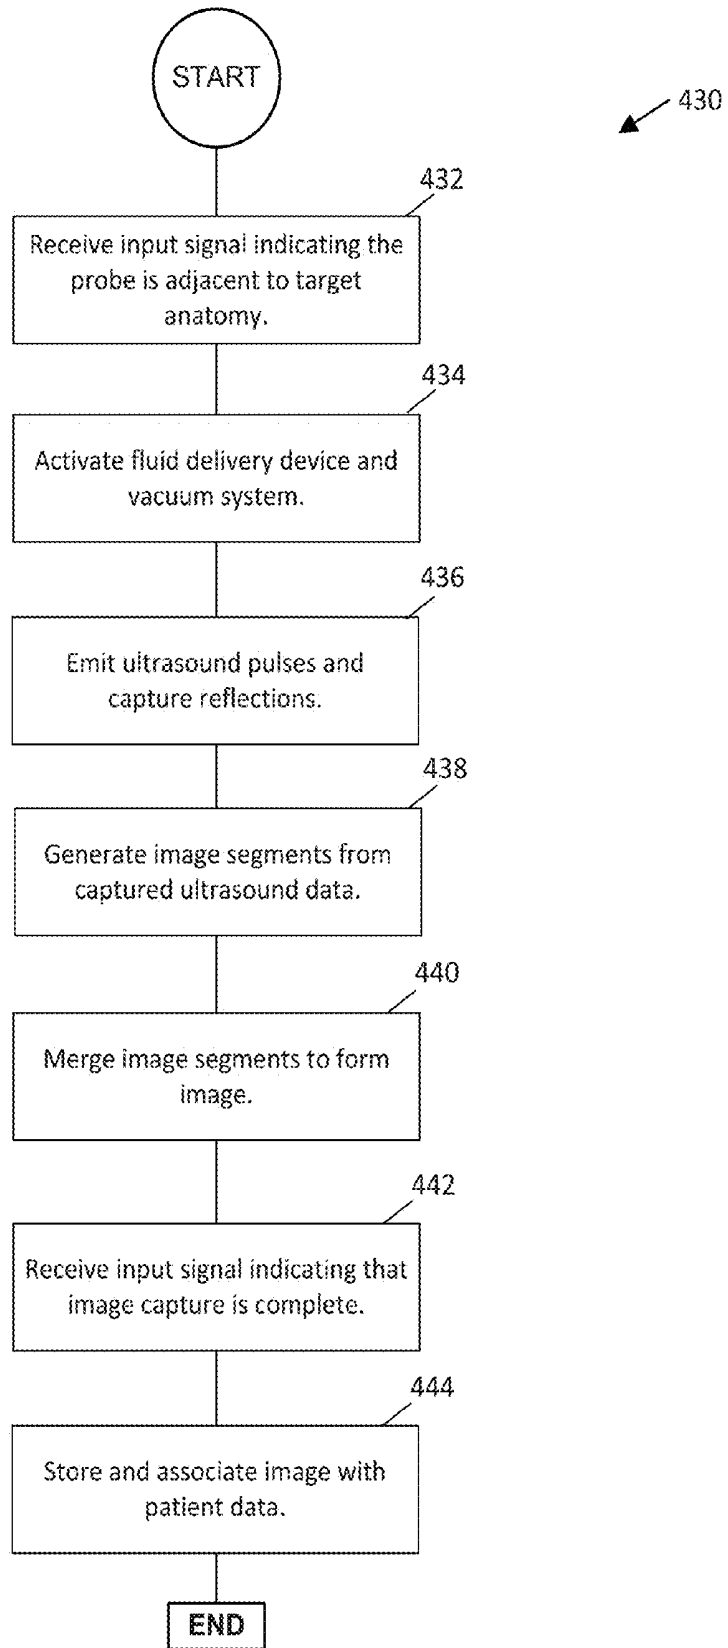 START
430
432
Receive input signal indicating the
probe is adjacent to target
anatomy.
434
Activate fluid delivery device and
vacuum system.
436
Emit ultrasound pulses and
capture reflections.
438
Generate image segments from
captured ultrasound data.
440
Merge image segments to form
image.
442
Receive input signal indicating that
image capture is complete.
444
Store and associate image with
patient data.
END